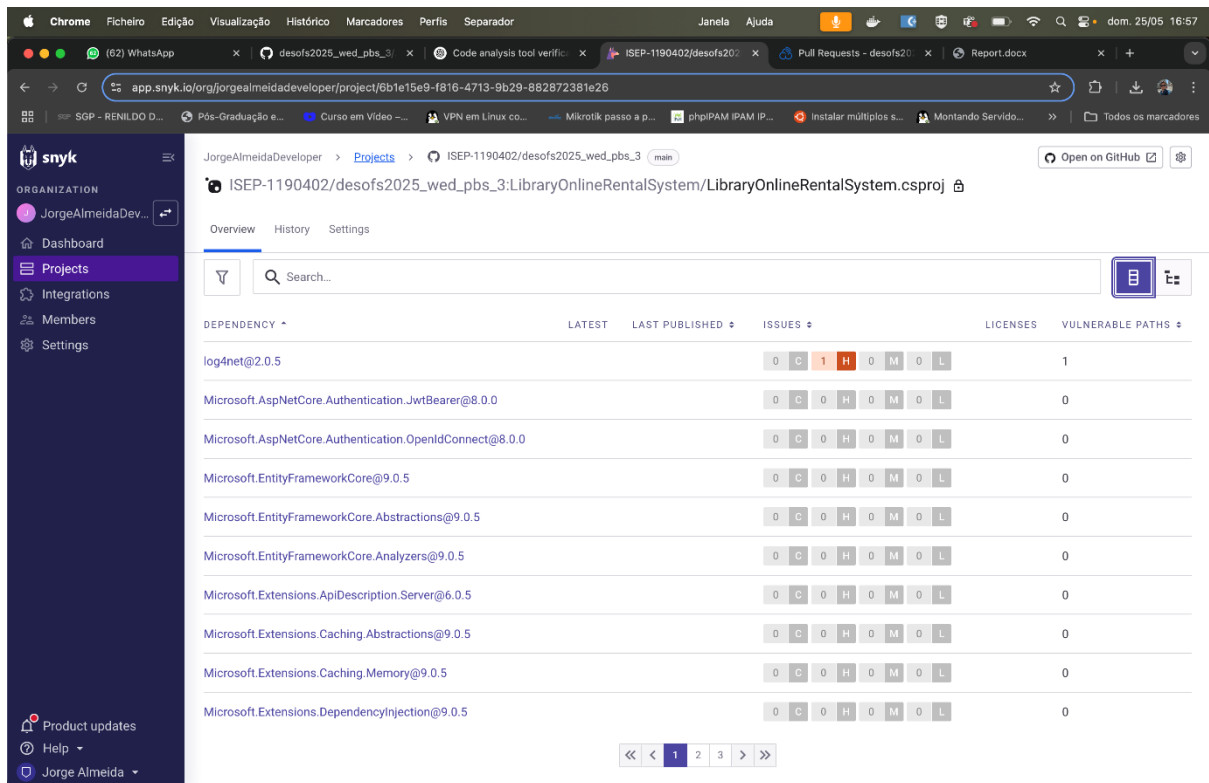 Chrome Ficheiro Edição Visualização Histórico Marcadores Perfis Separador Janela Ajuda dom. 25/05 16:57
(62) WhatsApp desofs2025_wed_pbs_3/ Code analysis tool verifica ISEP-1190402/desofs202 Pull Requests - desofs20 Report.docx
app.snyk.io/org/jorgealmeidadeveloper/project/6b1e15e9-f816-4713-9b29-882872381e26
SGP - RENILDO D... Pós-Graduação e... Curso em Vídeo –... VPN em Linux co... Mikrotik passo a p... phpIPAM IPAM IP... Instalar múltiplos s... Montando Servido... >> Todos os marcadores
snyk
ORGANIZATION
J JorgeAlmeidaDev...
Dashboard
Projects
Integrations
Members
Settings
Product updates
Help
Jorge Almeida
JorgeAlmeidaDeveloper > Projects > ISEP-1190402/desofs2025_wed_pbs_3 main Open on GitHub
ISEP-1190402/desofs2025_wed_pbs_3:LibraryOnlineRentalSystem/LibraryOnlineRentalSystem.csproj
Overview History Settings
Search...
DEPENDENCY LATEST LAST PUBLISHED ISSUES LICENSES VULNERABLE PATHS
log4net@2.0.5 0 C 1 H 0 M 0 L 1
Microsoft.AspNetCore.Authentication.JwtBearer@8.0.0 0 C 0 H 0 M 0 L 0
Microsoft.AspNetCore.Authentication.OpenIdConnect@8.0.0 0 C 0 H 0 M 0 L 0
Microsoft.EntityFrameworkCore@9.0.5 0 C 0 H 0 M 0 L 0
Microsoft.EntityFrameworkCore.Abstractions@9.0.5 0 C 0 H 0 M 0 L 0
Microsoft.EntityFrameworkCore.Analyzers@9.0.5 0 C 0 H 0 M 0 L 0
Microsoft.Extensions.ApiDescription.Server@6.0.5 0 C 0 H 0 M 0 L 0
Microsoft.Extensions.Caching.Abstractions@9.0.5 0 C 0 H 0 M 0 L 0
Microsoft.Extensions.Caching.Memory@9.0.5 0 C 0 H 0 M 0 L 0
Microsoft.Extensions.DependencyInjection@9.0.5 0 C 0 H 0 M 0 L 0
<< < 1 2 3 > >>